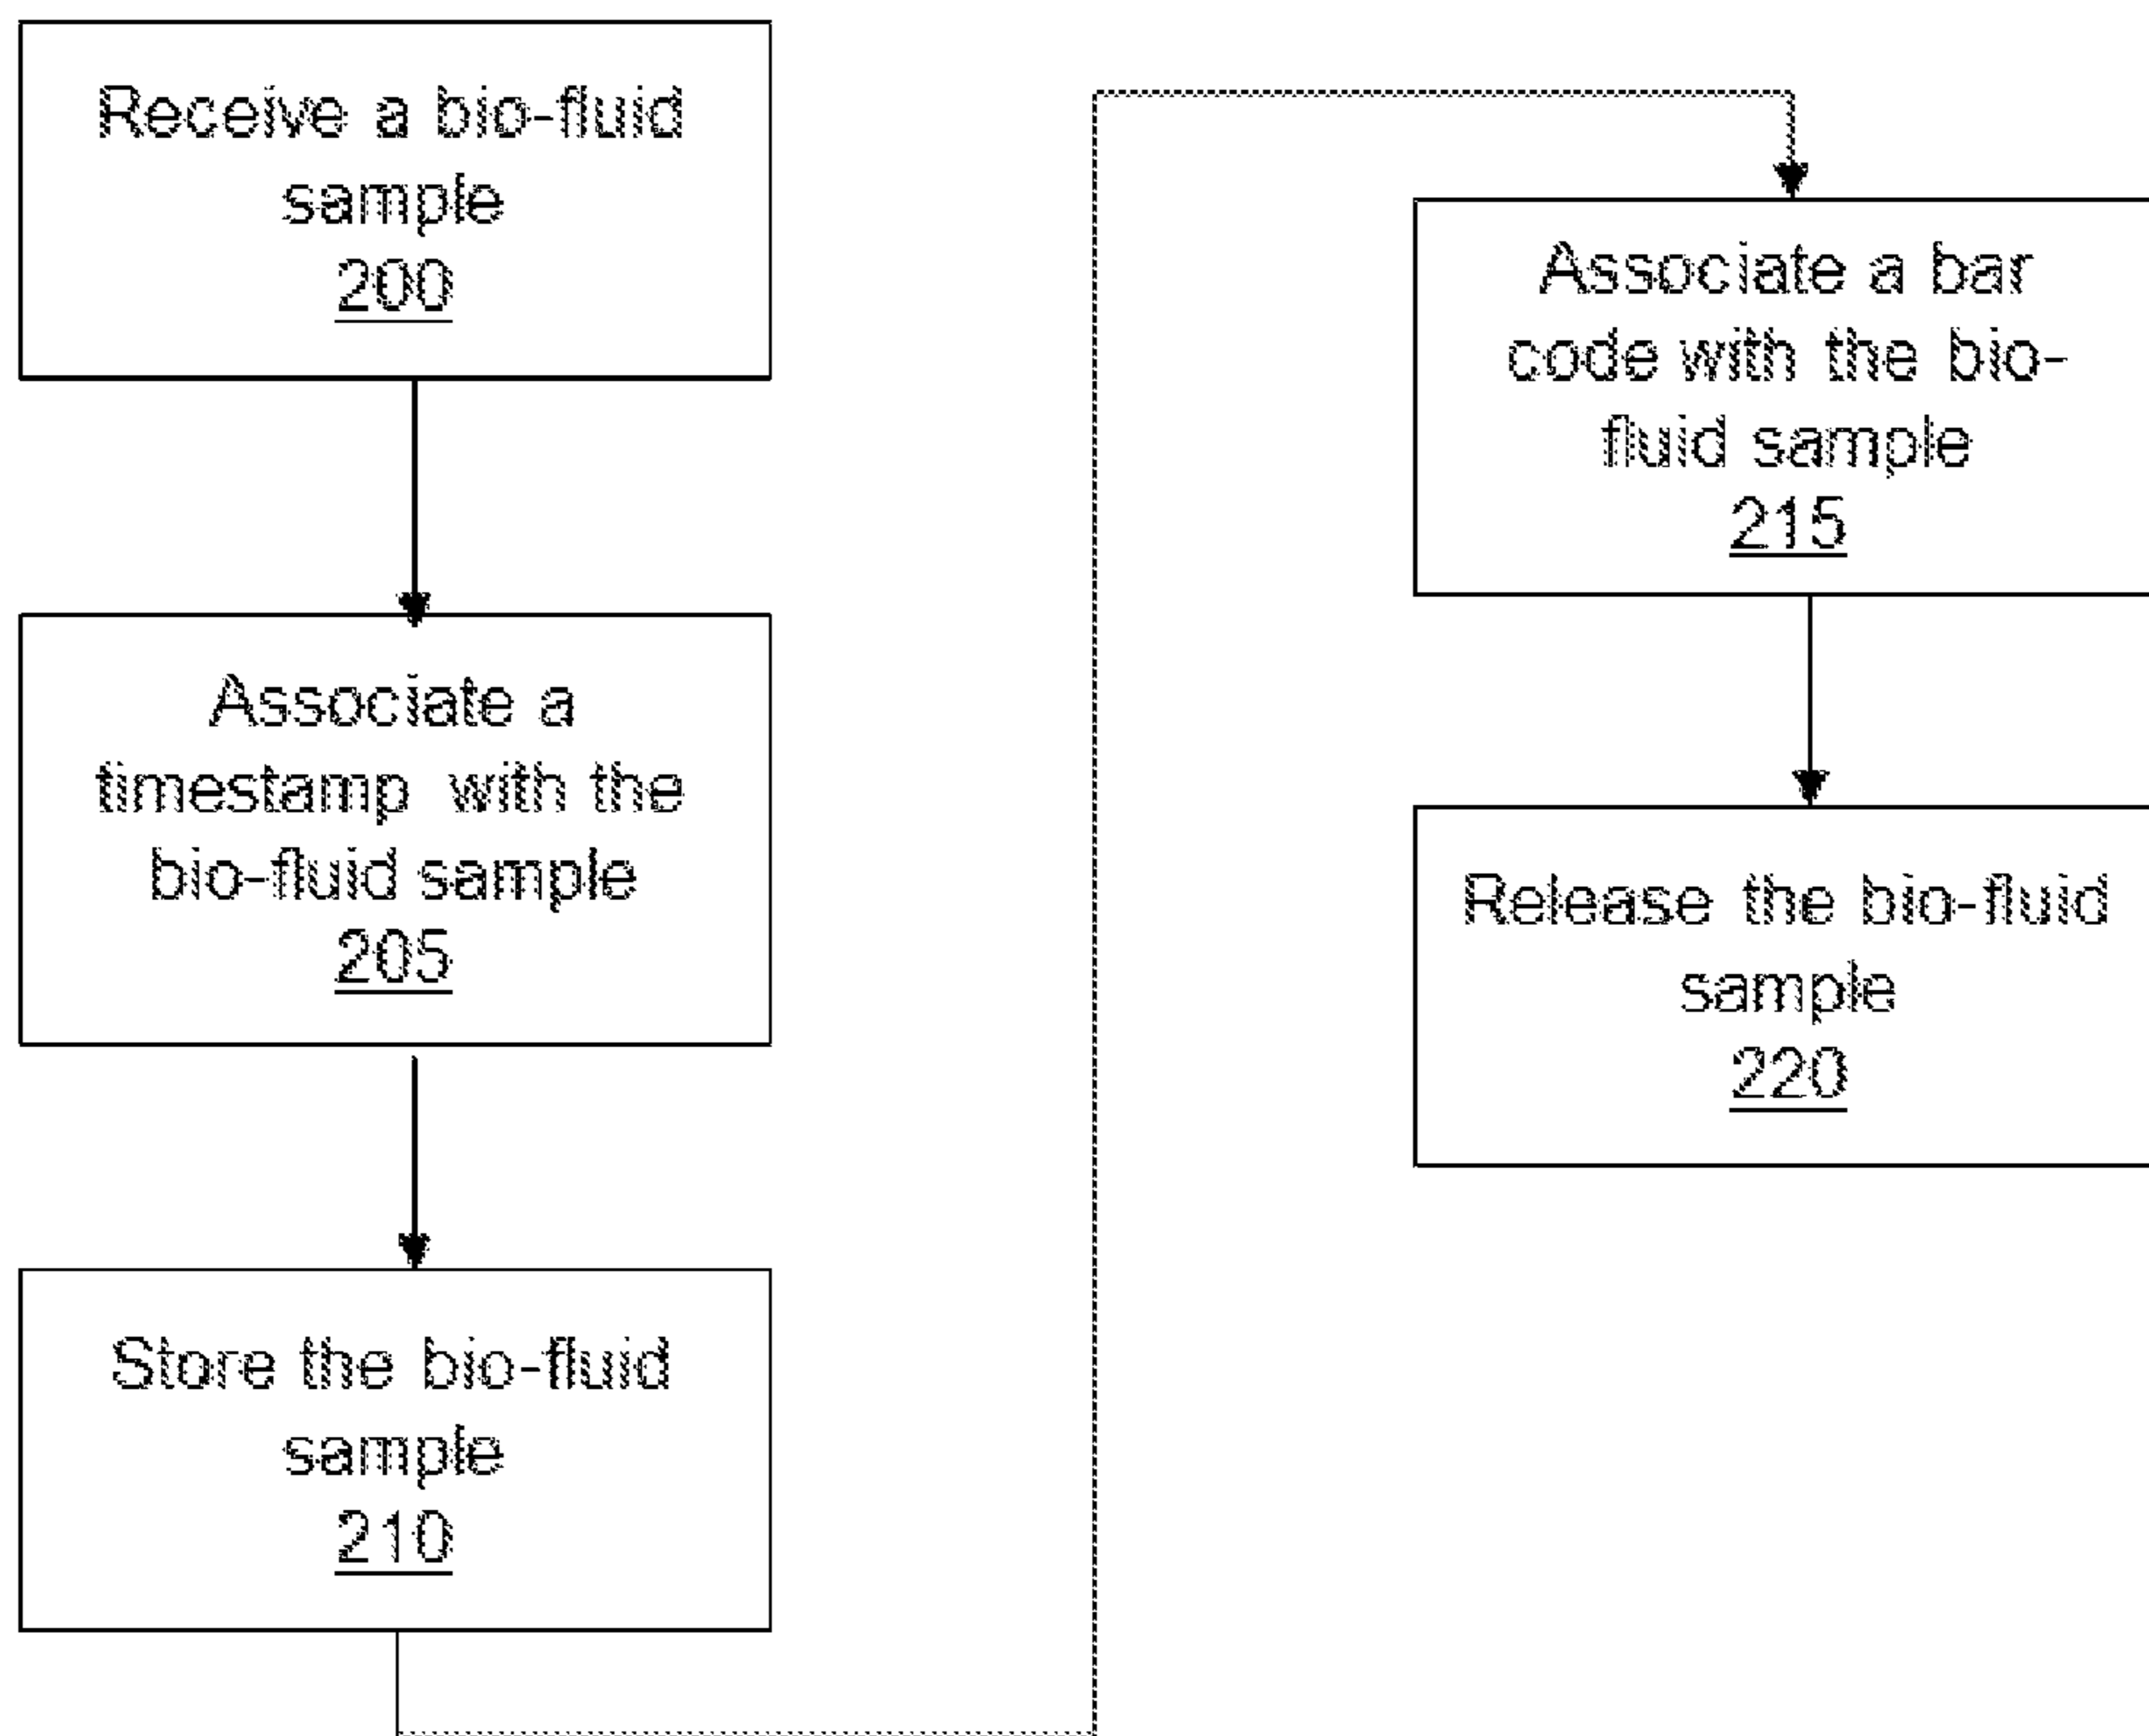 Receive a bio-fluid
sample
200
Associate a
timestamp with the
bio-fluid sample
205
Store the bio-fluid
sample
210
Associate a bar
code with the bio-
fluid sample
215
Release the bio-fluid
sample
220